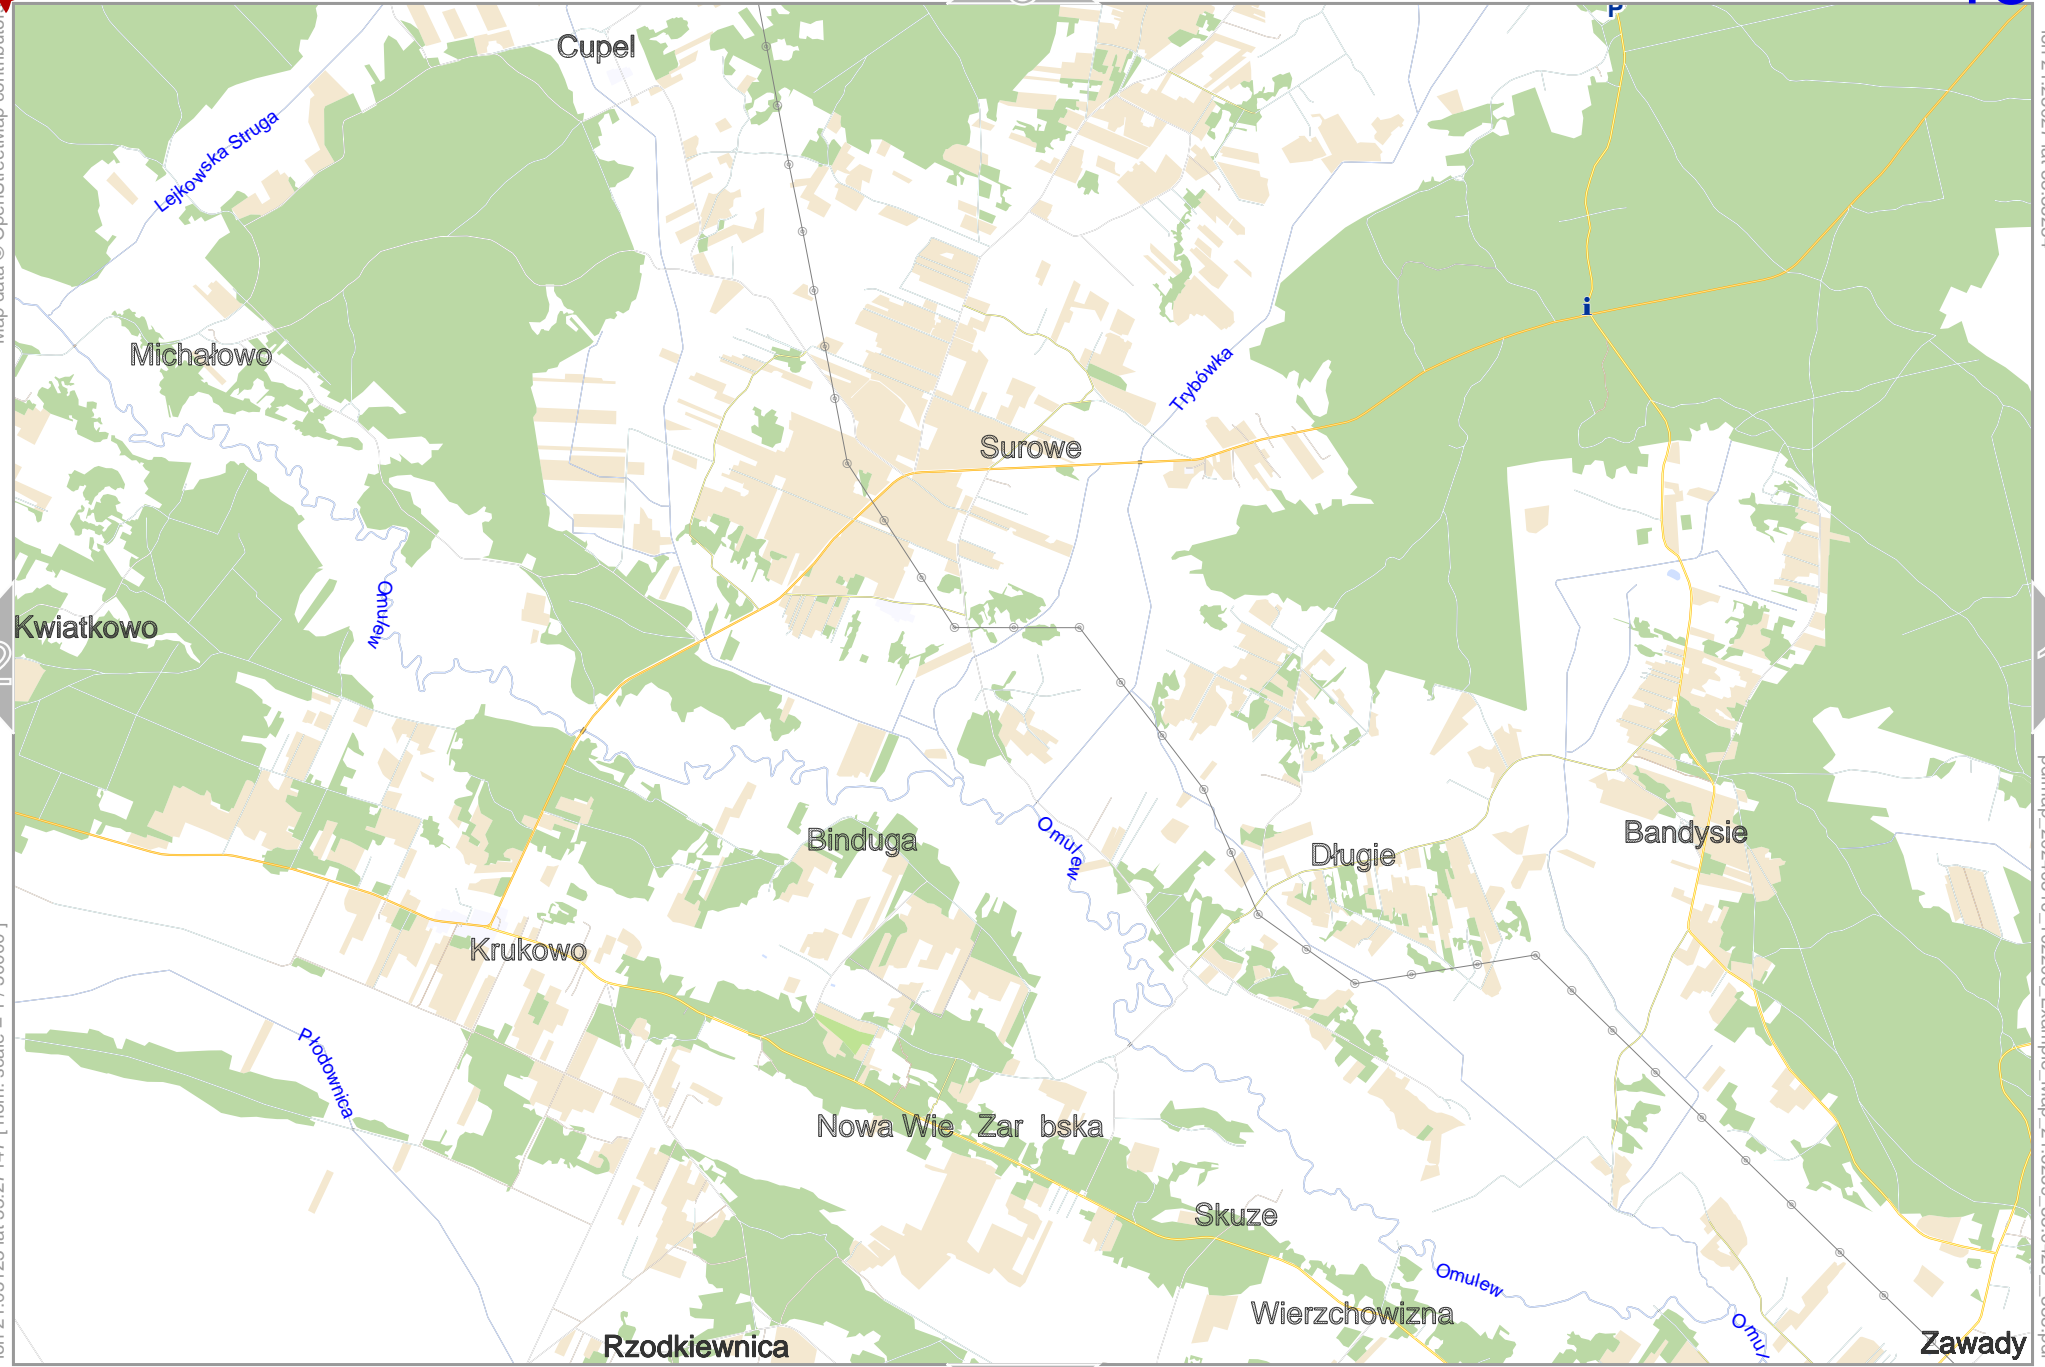 P
Cupel
Lejkowska Struga
i
Michałowo
Trybówka
Surowe
Omulew
Kwiatkowo
Omulew
Binduga
Długie
Bandysie
Krukowo
Płodownica
Nowa Wie Zar bska
Skuze
Omulew
Wierzchowizna
Rzodkiewnica
Zawady